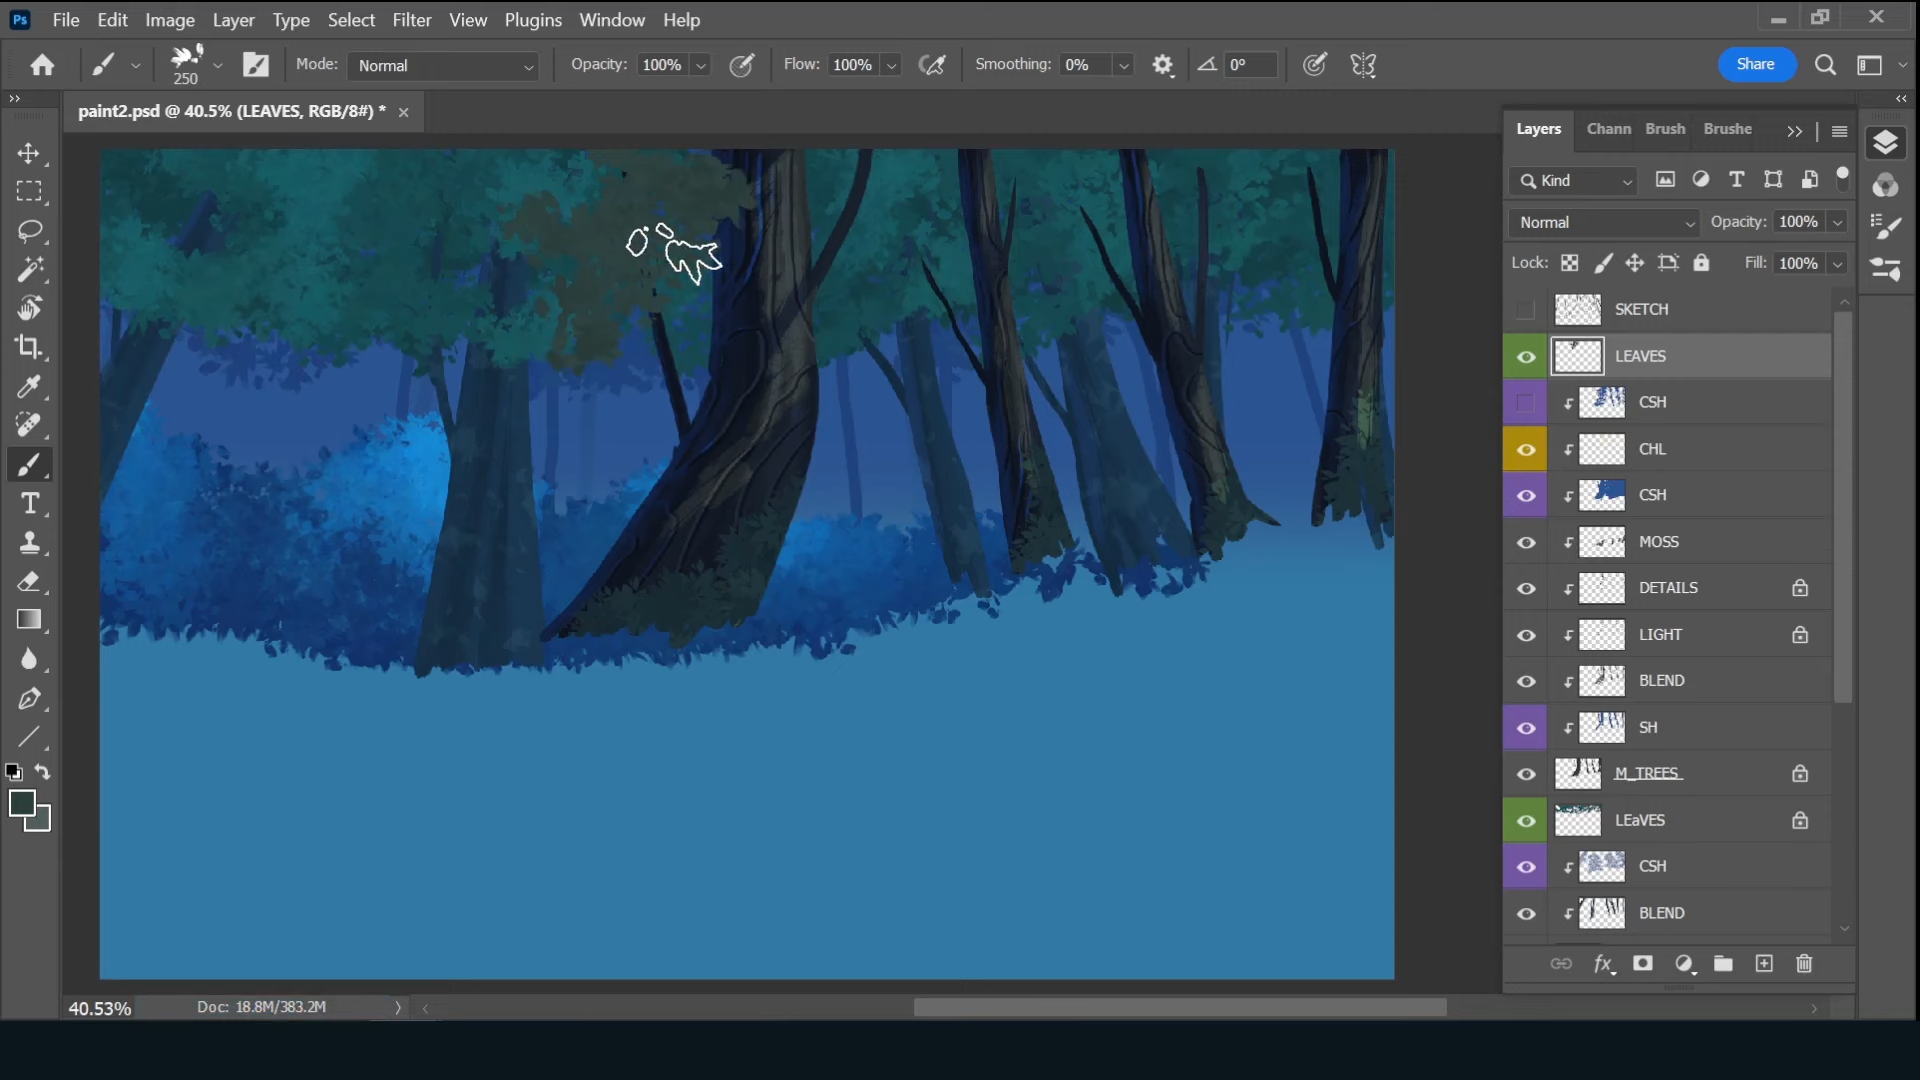 Ps File Edit Image Layer Type Select Filter View Plugins Window Help
250 Mode: Normal Opacity: 100% Flow: 100% Smoothing: 0% 0° Share
paint2.psd @ 40.5% (LEAVES, RGB/8#) * ×
Layers Chann Brush Brushe
Kind
Normal Opacity: 100%
Lock: Fill: 100%
SKETCH
LEAVES
CSH
CHL
CSH
MOSS
DETAILS
LIGHT
BLEND
SH
M_TREES
LEaVES
CSH
BLEND
fx
40.53% Doc: 18.8M/383.2M